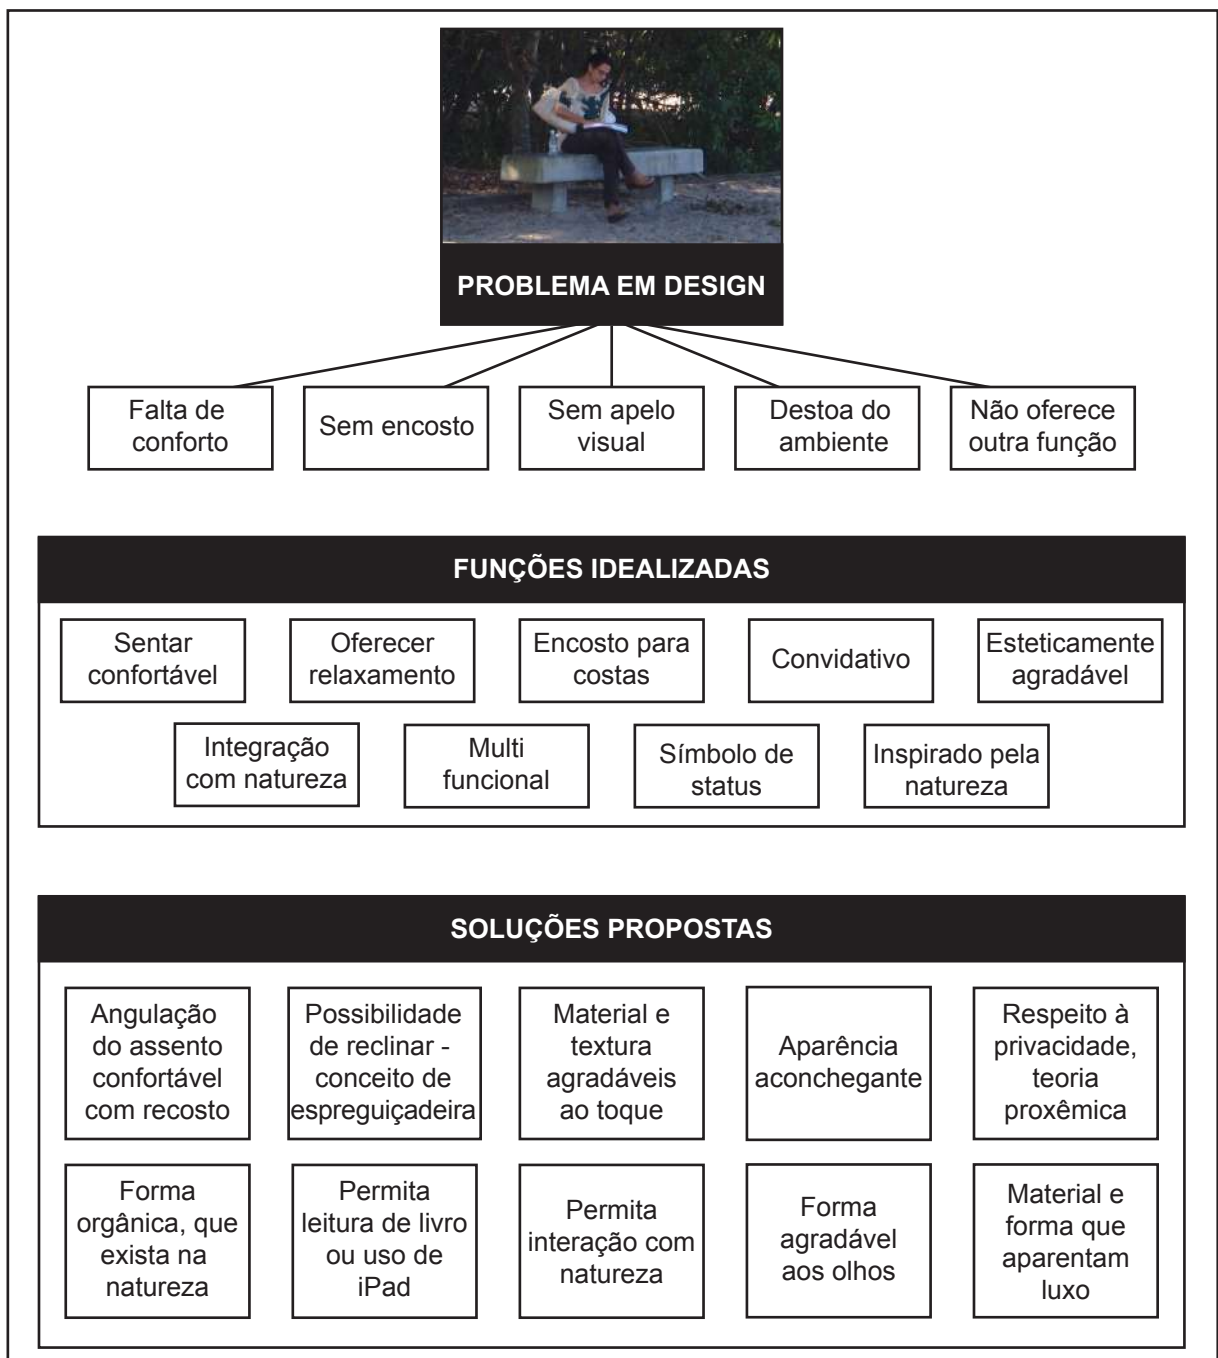 PROBLEMA EM DESIGN
Falta de
conforto
Sem encosto
Sem apelo
visual
Destoa do
ambiente
Não oferece
outra função
FUNÇÕES IDEALIZADAS
Sentar
confortável
Oferecer
relaxamento
Encosto para
costas
Convidativo
Esteticamente
agradável
Integração
com natureza
Multi
funcional
Símbolo de
status
Inspirado pela
natureza
SOLUÇÕES PROPOSTAS
Angulação
do assento
confortável
com recosto
Possibilidade
de reclinar -
conceito de
espreguiçadeira
Material e
textura
agradáveis
ao toque
Aparência
aconchegante
Respeito à
privacidade,
teoria
proxêmica
Forma
orgânica, que
exista na
natureza
Permita
leitura de livro
ou uso de
iPad
Permita
interação com
natureza
Forma
agradável
aos olhos
Material e
forma que
aparentam
luxo